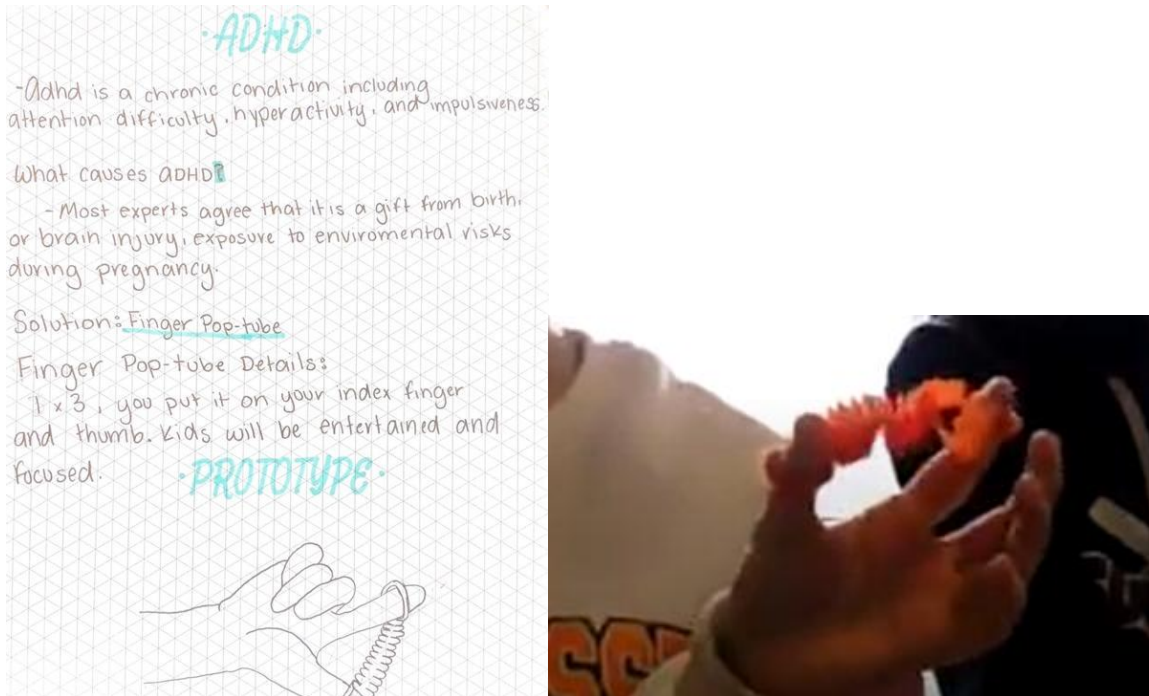 ·ADHD·
-Adhd is a chronic condition including
attention difficulty, hyperactivity, and impulsiveness.
What causes ADHD?
- Most experts agree that it is a gift from birth,
or brain injury, exposure to enviromental risks
during pregnancy.
Solution: Finger Pop-tube
Finger Pop-tube Details:
1 x 3, you put it on your index finger
and thumb. Kids will be entertained and
focused.
·PROTOTYPE·